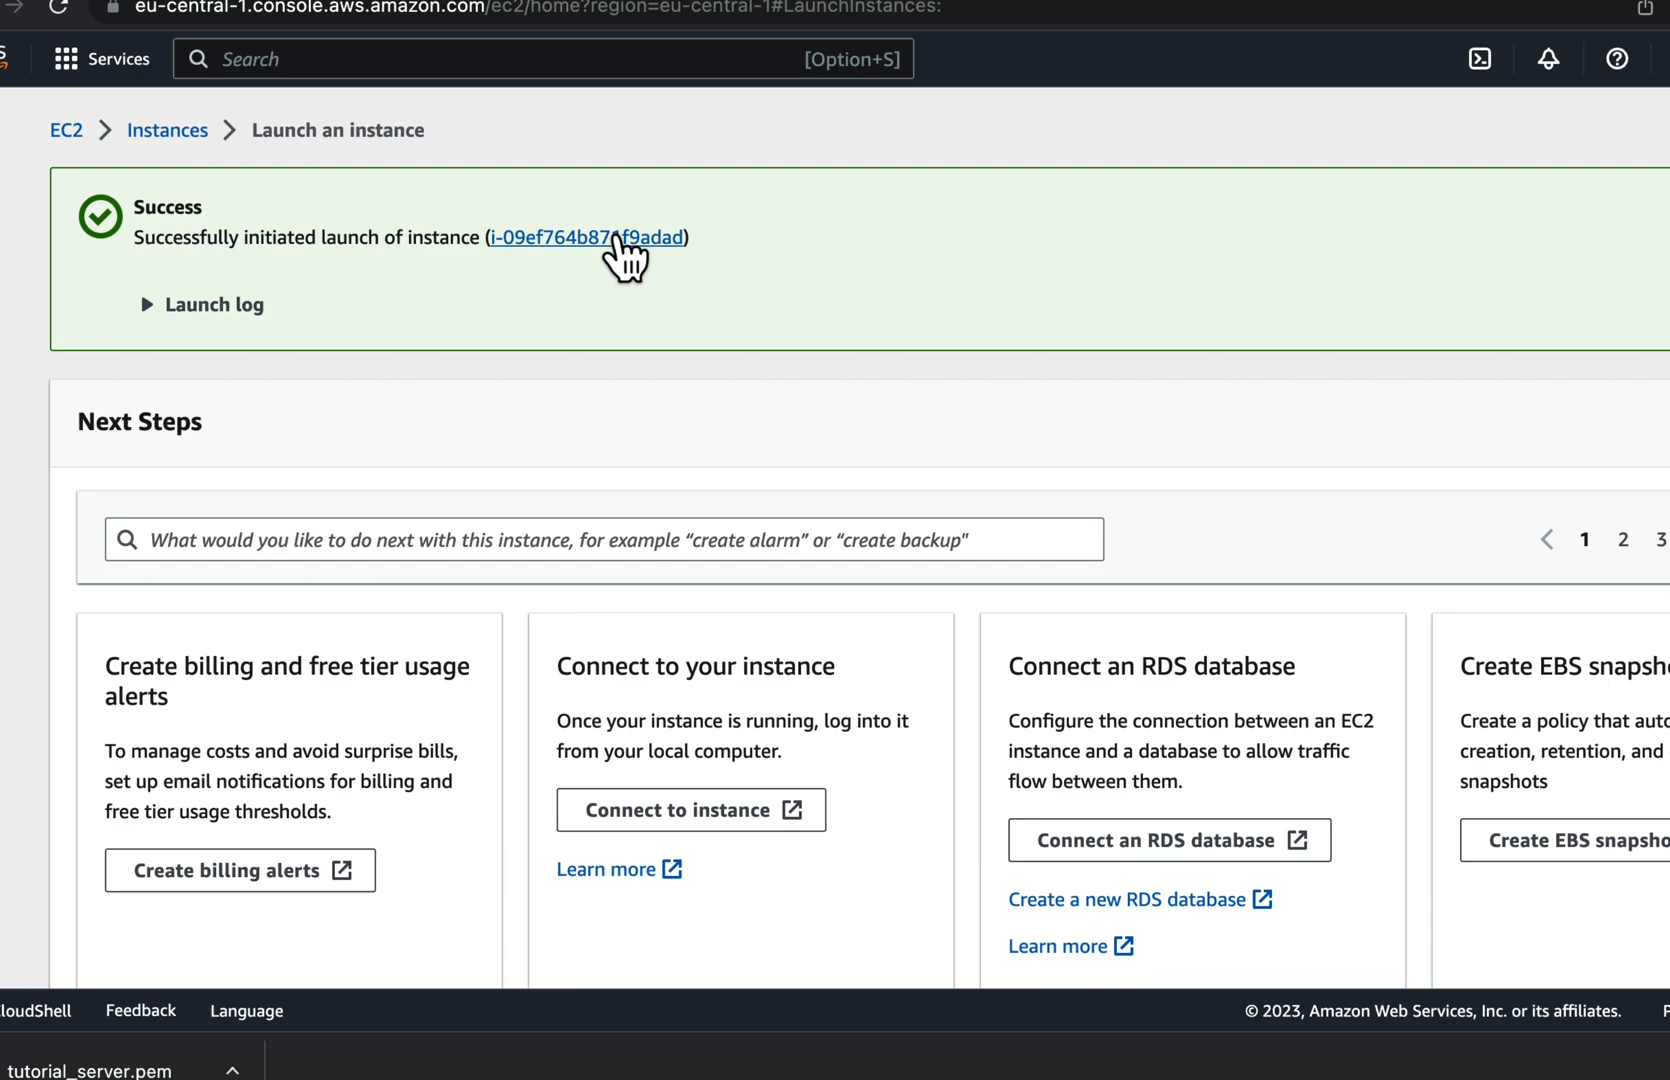 eu-central-1.console.aws.amazon.com/ec2/home?region=eu-central-1#LaunchInstances:
Services
Search
[Option+S]
EC2 > Instances > Launch an instance
Success
Successfully initiated launch of instance (i-09ef764b87 f9adad)
Launch log
Next Steps
What would you like to do next with this instance, for example “create alarm” or “create backup”
1 2 3
Create billing and free tier usage
alerts
To manage costs and avoid surprise bills,
set up email notifications for billing and
free tier usage thresholds.
Create billing alerts
Connect to your instance
Once your instance is running, log into it
from your local computer.
Connect to instance
Learn more
Connect an RDS database
Configure the connection between an EC2
instance and a database to allow traffic
flow between them.
Connect an RDS database
Create a new RDS database
Learn more
Create EBS snapsh
Create a policy that
creation, retention, and
snapshots
Create EBS snapsho
loudShell
Feedback
Language
© 2023, Amazon Web Services, Inc. or its affiliates.
tutorial_server.pem